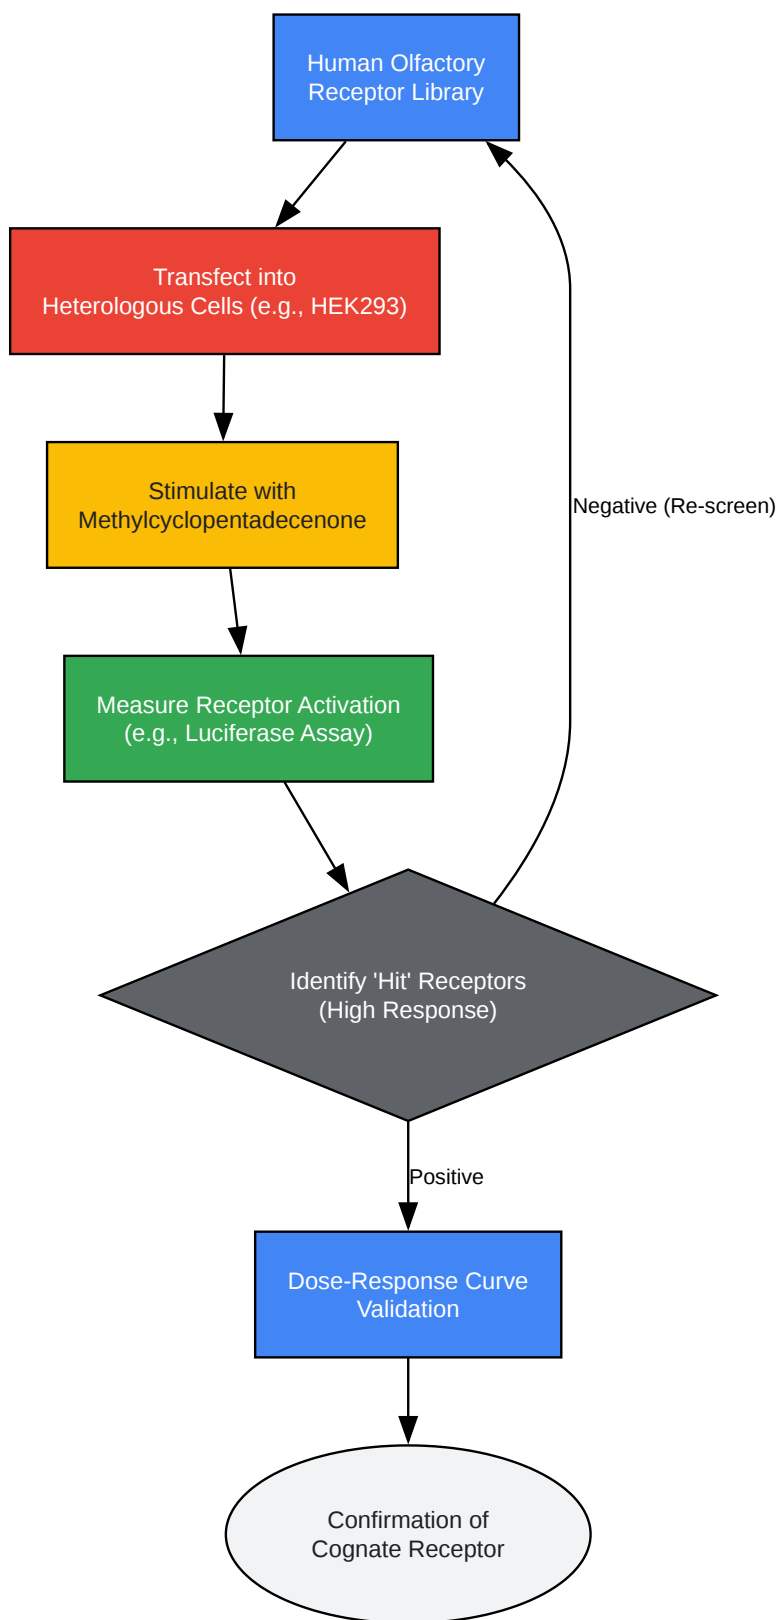 Human Olfactory
Receptor Library
Transfect into
Heterologous Cells (e.g., HEK293)
Stimulate with
Methylcyclopentadecenone
Negative (Re-screen)
Measure Receptor Activation
(e.g., Luciferase Assay)
Identify 'Hit' Receptors
(High Response)
Positive
Dose-Response Curve
Validation
Confirmation of
Cognate Receptor